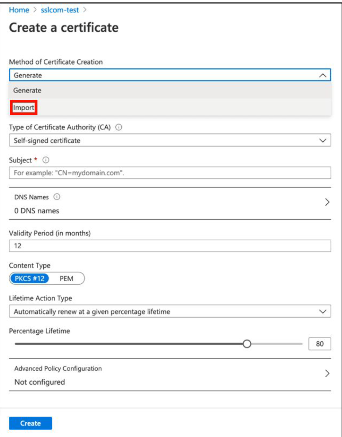 Home > sslcom-test >
Create a certificate
Method of Certificate Creation
Generate
Generate
Import
Type of Certificate Authority (CA)
Self-signed certificate
Subject *
For example: "CN=mydomain.com".
DNS Names
0 DNS names
Validity Period (in months)
12
Content Type
PKCS #12 PEM
Lifetime Action Type
Automatically renew at a given percentage lifetime
Percentage Lifetime
80
Advanced Policy Configuration
Not configured
Create